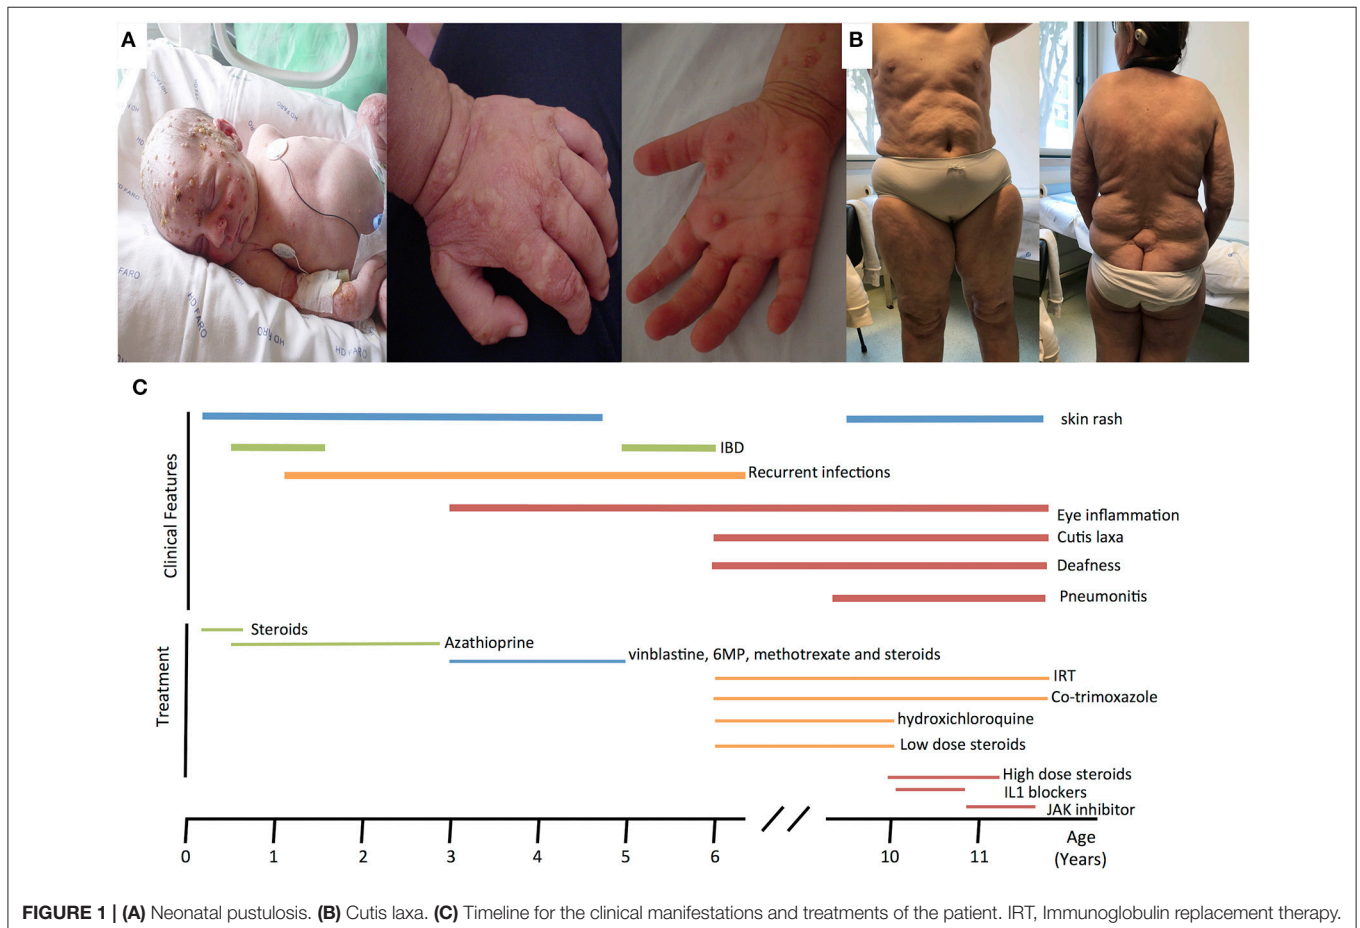 A
B
HD FARO
FARO
C
skin rash
IBD
Recurrent infections
Eye inflammation
Cutis laxa
Deafness
Pneumonitis
Clinical Features
Steroids
Azathioprine
vinblastine, 6MP, methotrexate and steroids
IRT
Co-trimoxazole
hydroxichloroquine
Low dose steroids
High dose steroids
IL1 blockers
JAK inhibitor
Treatment
0 1 2 3 4 5 6 10 11
Age
(Years)
FIGURE 1 | (A) Neonatal pustulosis. (B) Cutis laxa. (C) Timeline for the clinical manifestations and treatments of the patient. IRT, Immunoglobulin replacement therapy.